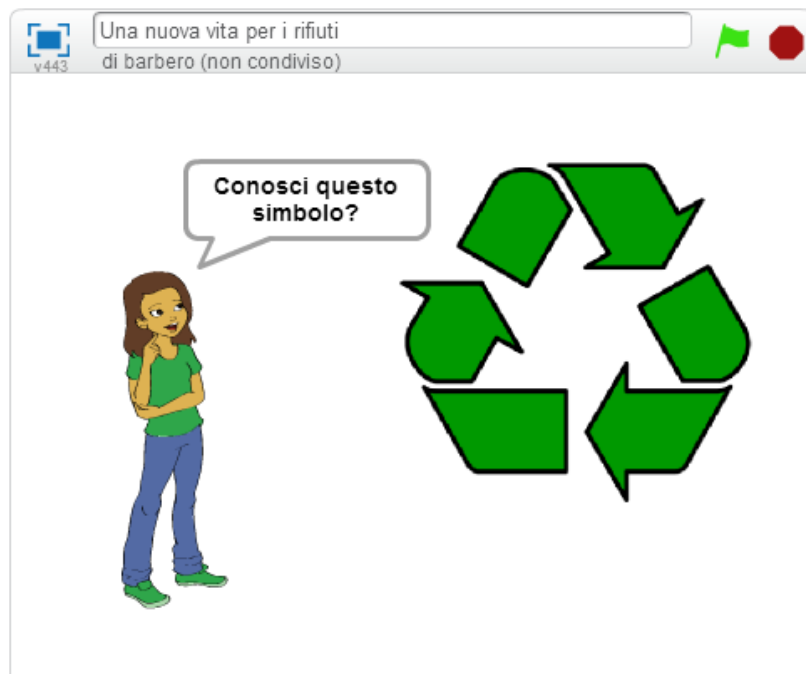 Una nuova vita per i rifiuti
v443
di barbero (non condiviso)
Conosci questo
simbolo?